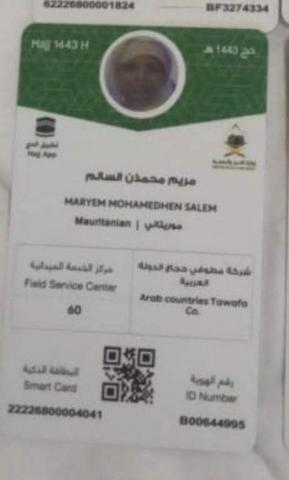 62226800001824
BF3274334
Hajj 1443 H
حج 1443 هـ
تطبيق الحج
Hajj App
مريم محمذن السالم
MARYEM MOHAMEDHEN SALEM
Mauritanian | موريتاني
مركز الخدمة الميدانية
Field Service Center
60
شركة مطوفي حجاج الدولة
العربية
Arab countries Tawafa
Co.
البطاقة الذكية
Smart Card
22226800004041
رقم الهوية
ID Number
B00644995